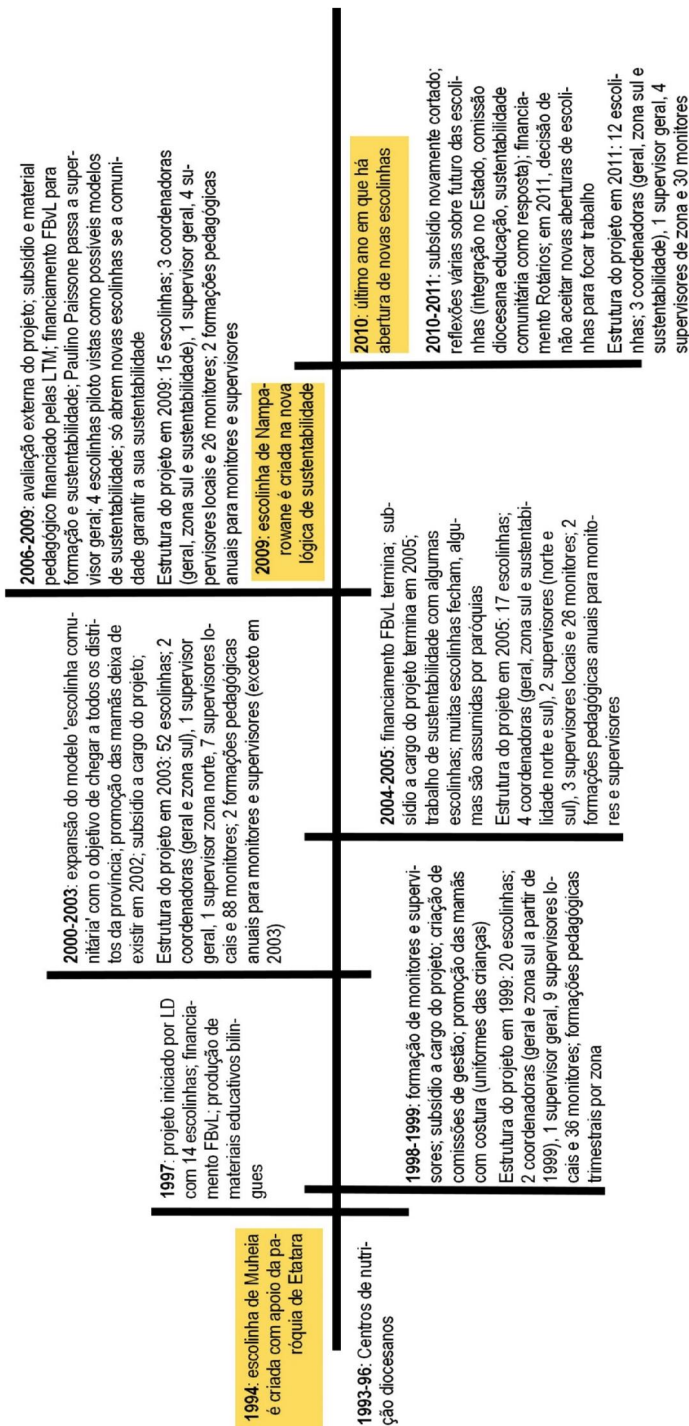 1994: escolinha de Muheia
é criada com apoio da pa-
róquia de Etatara
1993-96: Centros de nutri-
ção diocesanos
1997: projeto iniciado por LD
com 14 escolinhas; financia-
mento FBvL; produção de
materiais educativos bilin-
gues
1998-1999: formação de monitores e supervi-
sores; subsídio a cargo do projeto; criação de
comissões de gestão; promoção das mamãs
com costura (uniformes das crianças)
Estrutura do projeto em 1999: 20 escolinhas;
2 coordenadoras (geral e zona sul a partir de
1999), 1 supervisor geral, 9 supervisores lo-
cais e 36 monitores; formações pedagógicas
trimestrais por zona
2000-2003: expansão do modelo 'escolinha comu-
nitária' com o objetivo de chegar a todos os distri-
tos da província; promoção das mamãs deixa de
existir em 2002; subsídio a cargo do projeto;
Estrutura do projeto em 2003: 52 escolinhas; 2
coordenadoras (geral e zona sul), 1 supervisor
geral, 1 supervisor zona norte, 7 supervisores lo-
cais e 88 monitores; 2 formações pedagógicas
anuais para monitores e supervisores (exceto em
2003)
2004-2005: financiamento FBvL termina; sub-
sídio a cargo do projeto termina em 2005;
trabalho de sustentabilidade com algumas
escolinhas; muitas escolinhas fecham, algu-
mas são assumidas por paróquias
Estrutura do projeto em 2005: 17 escolinhas;
4 coordenadoras (geral, zona sul e sustentabi-
lidade norte e sul), 2 supervisores (norte e
sul), 3 supervisores locais e 26 monitores; 2
formações pedagógicas anuais para monito-
res e supervisores
2006-2009: avaliação externa do projeto; subsídio e material
pedagógico financiado pelas LTM; financiamento FBvL para
formação e sustentabilidade; Paulino Paissone passa a super-
visor geral; 4 escolinhas piloto vistas como possíveis modelos
de sustentabilidade; só abrem novas escolinhas se a comuni-
dade garantir a sua sustentabilidade
Estrutura do projeto em 2009: 15 escolinhas; 3 coordenadoras
(geral, zona sul e sustentabilidade), 1 supervisor geral, 4 su-
pervisores locais e 26 monitores; 2 formações pedagógicas
anuais para monitores e supervisores
2009: escolinha de Nampa-
rowane é criada na nova
lógica de sustentabilidade
2010: último ano em que há
abertura de novas escolinhas
2010-2011: subsídio novamente cortado;
reflexões várias sobre futuro das escoli-
nhas (integração no Estado, comissão
diocesana educação, sustentabilidade
comunitária como resposta); financia-
mento Rotários; em 2011, decisão de
não aceitar novas aberturas de escoli-
nhas para focar trabalho
Estrutura do projeto em 2011: 12 escoli-
nhas; 3 coordenadoras (geral, zona sul e
sustentabilidade), 1 supervisor geral, 4
supervisores de zona e 30 monitores